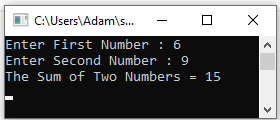 C:\Users\Adam\s...
Enter First Number : 6
Enter Second Number : 9
The Sum of Two Numbers = 15